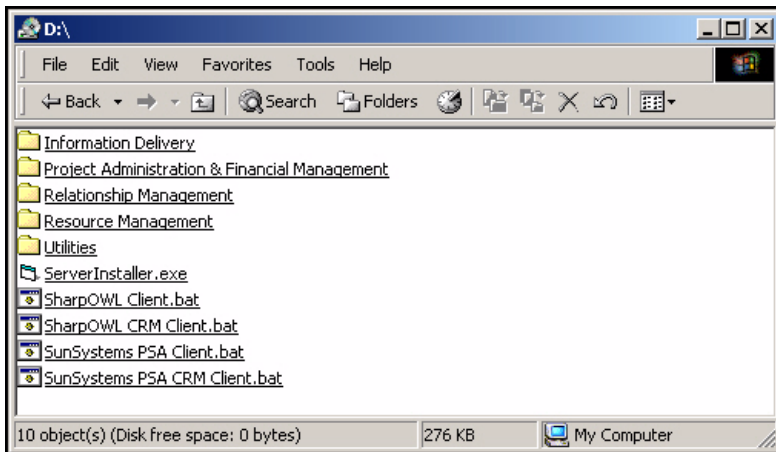 D:\
File Edit View Favorites Tools Help
Back Search Folders
Information Delivery
Project Administration & Financial Management
Relationship Management
Resource Management
Utilities
ServerInstaller.exe
SharpOWL Client.bat
SharpOWL CRM Client.bat
SunSystems PSA Client.bat
SunSystems PSA CRM Client.bat
10 object(s) (Disk free space: 0 bytes) 276 KB My Computer